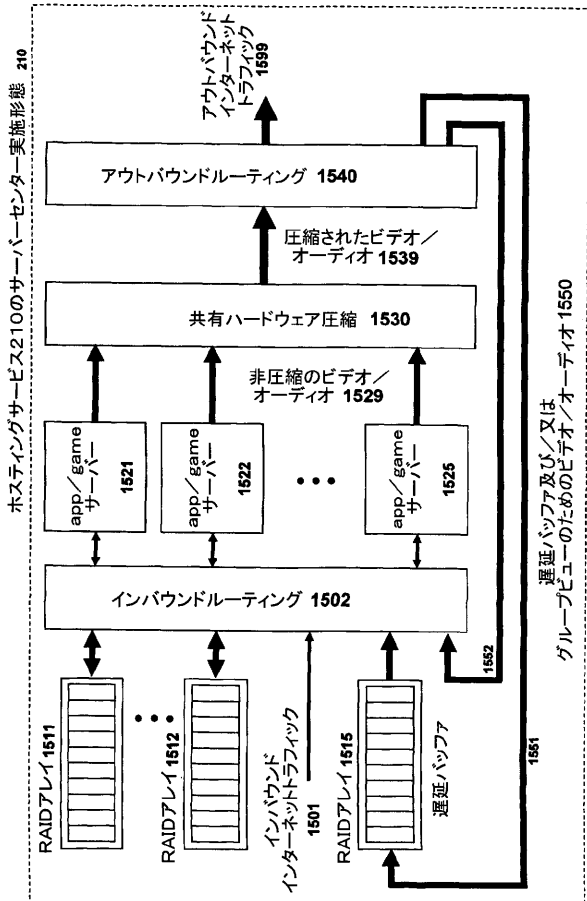 ホスティングサービス210のサーバーセンター実施形態 210
RAIDアレイ 1511
RAIDアレイ 1512
インバウンド
インターネットトラフィック
1501
RAIDアレイ 1515
遅延バッファ
インバウンドルーティング 1502
app/game
サーバー
1521
app/game
サーバー
1522
app/game
サーバー
1525
非圧縮のビデオ/
オーディオ 1529
共有ハードウェア圧縮 1530
圧縮されたビデオ/
オーディオ 1539
アウトバウンドルーティング 1540
アウトバウンド
インターネット
トラフィック
1599
1552
1551
遅延バッファ及び/又は
グループビューのためのビデオ/オーディオ 1550